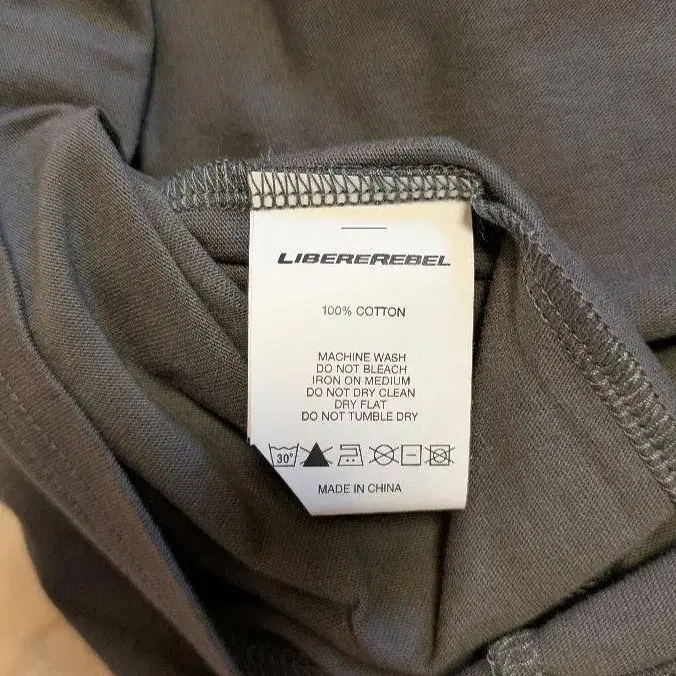 LIBEREREBEL
100% COTTON
MACHINE WASH
DO NOT BLEACH
IRON ON MEDIUM
DO NOT DRY CLEAN
DRY FLAT
DO NOT TUMBLE DRY
30°
MADE IN CHINA